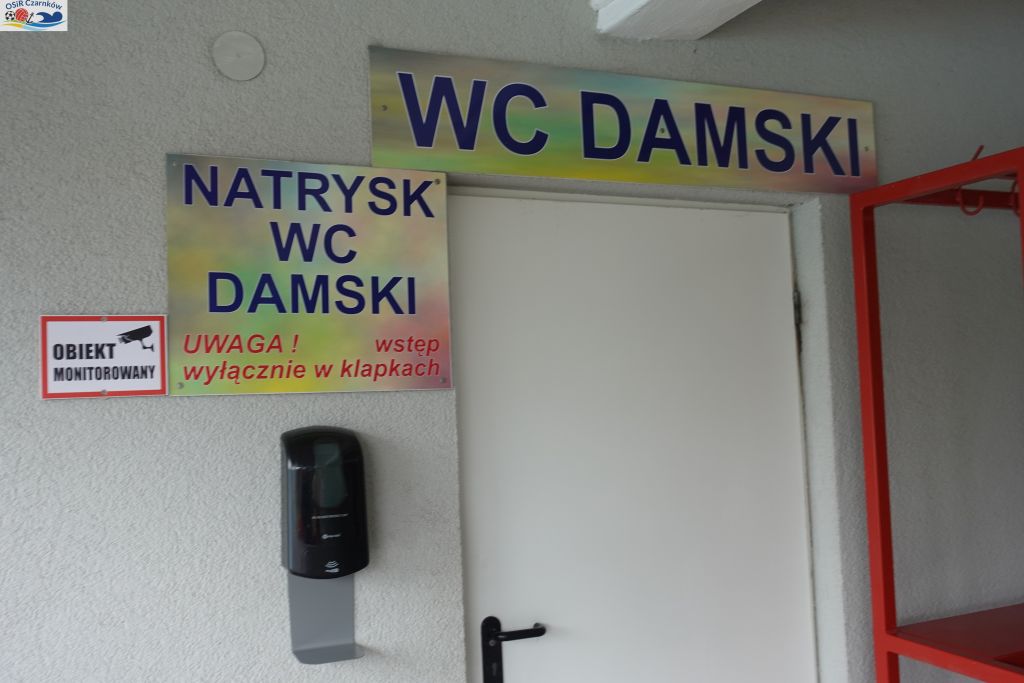 OSiR Czarnków
WC DAMSKI
NATRYSK
WC
DAMSKI
UWAGA ! wstęp
wyłącznie w klapkach
OBIEKT
MONITOROWANY